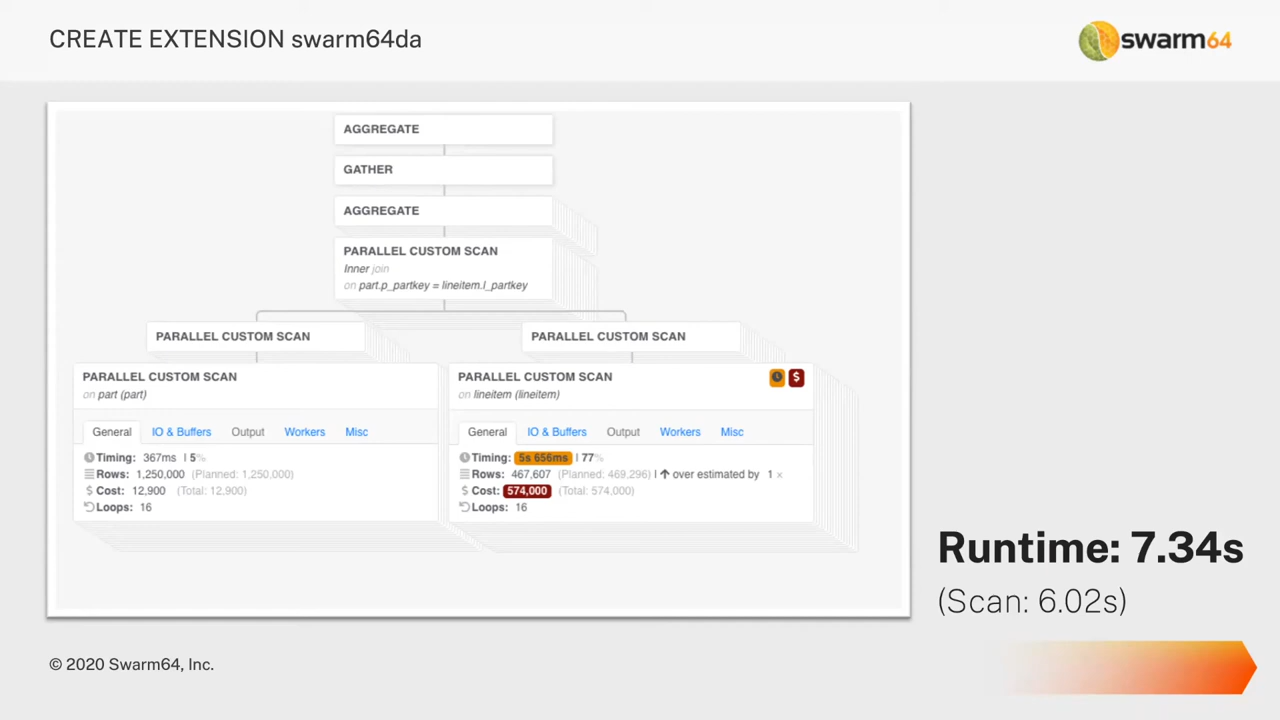 CREATE EXTENSION swarm64da
swarm64
AGGREGATE
GATHER
AGGREGATE
PARALLEL CUSTOM SCAN
Inner join
on part.p_partkey = lineitem.l_partkey
PARALLEL CUSTOM SCAN
PARALLEL CUSTOM SCAN
PARALLEL CUSTOM SCAN
on part (part)
General IO & Buffers Output Workers Misc
Timing: 367ms | 5%
Rows: 1,250,000 (Planned: 1,250,000)
$ Cost: 12,900 (Total: 12,900)
Loops: 16
PARALLEL CUSTOM SCAN
$
on lineitem (lineitem)
General IO & Buffers Output Workers Misc
Timing: 5s 656ms | 77%
Rows: 467,607 (Planned: 469,296) | over estimated by 1 ×
$ Cost: 574,000 (Total: 574,000)
Loops: 16
Runtime: 7.34s
(Scan: 6.02s)
© 2020 Swarm64, Inc.